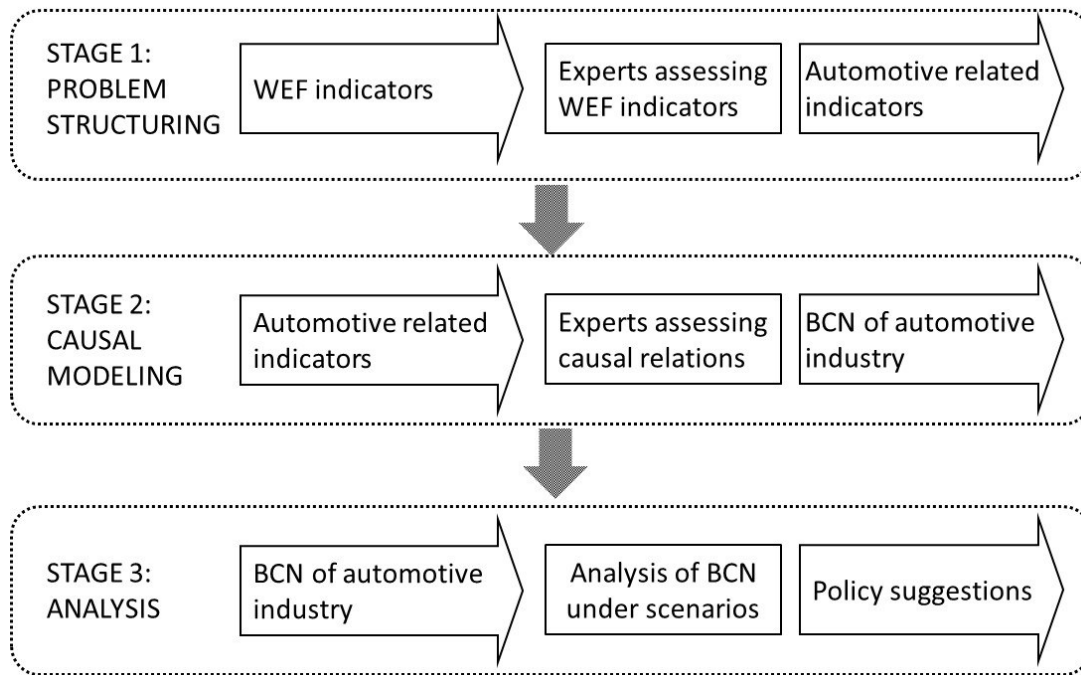 STAGE 1:
PROBLEM
STRUCTURING
WEF indicators
Experts assessing
WEF indicators
Automotive related
indicators
STAGE 2:
CAUSAL
MODELING
Automotive related
indicators
Experts assessing
causal relations
BCN of automotive
industry
STAGE 3:
ANALYSIS
BCN of automotive
industry
Analysis of BCN
under scenarios
Policy suggestions